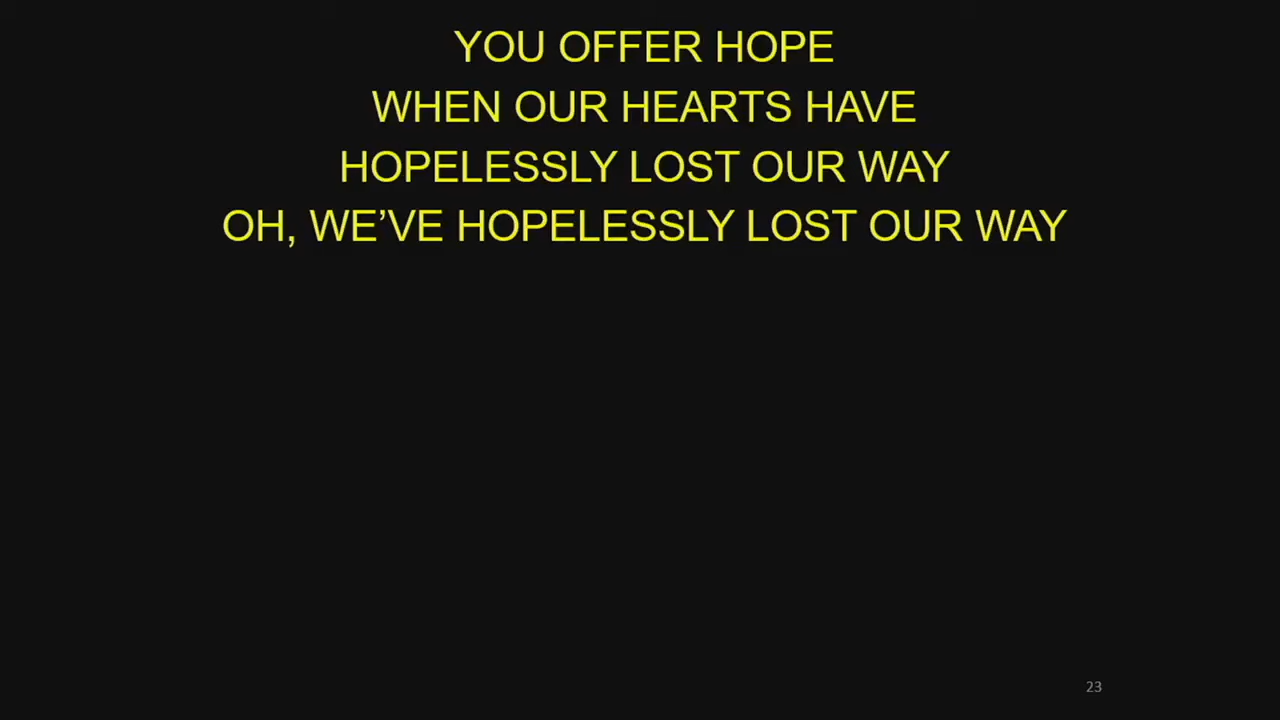 YOU OFFER HOPE
WHEN OUR HEARTS HAVE
HOPELESSLY LOST OUR WAY
OH, WE’VE HOPELESSLY LOST OUR WAY
23